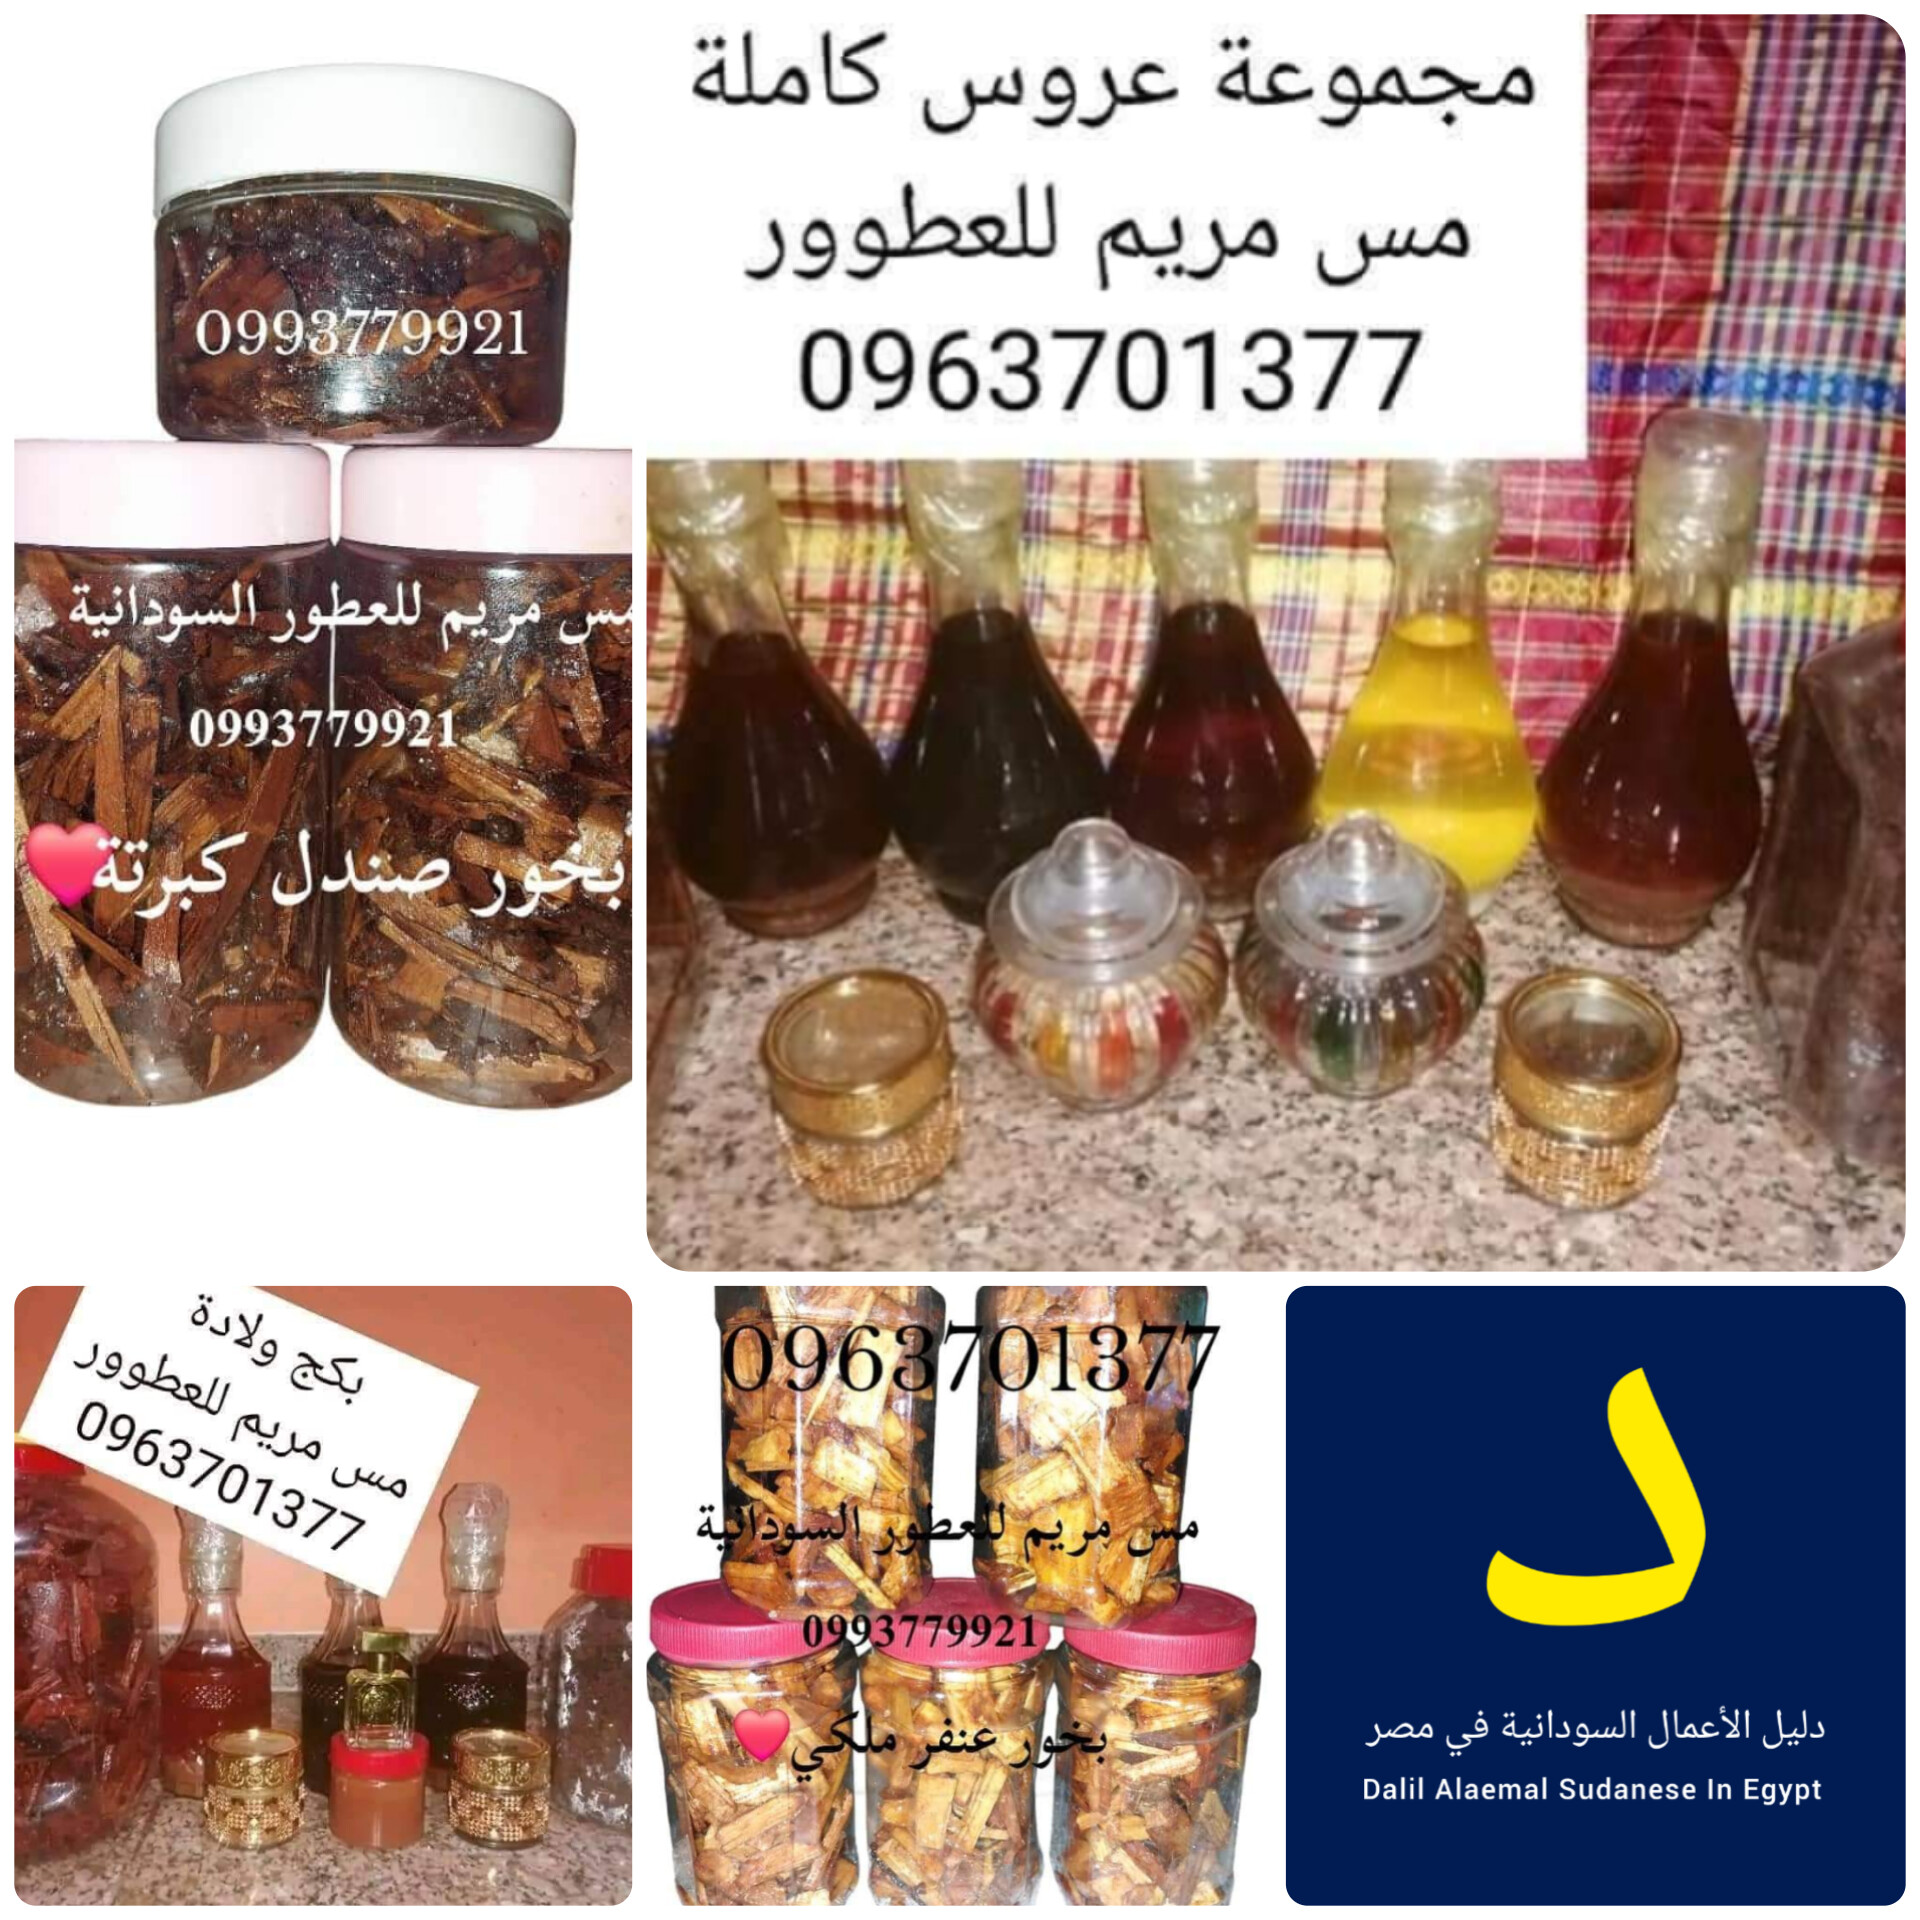 0993779921
مس مريم للعطور السودانية
0993779921
بخور صندل كبرتة
مجموعة عروس كاملة
مس مريم للعطوور
0963701377
بكج ولادة
مس مريم للعطوور
0963701377
0963701377
مس مريم للعطور السودانية
0993779921
بخور عنفر ملكي
د
دليل الأعمال السودانية في مصر
Dalil Alaemal Sudanese In Egypt